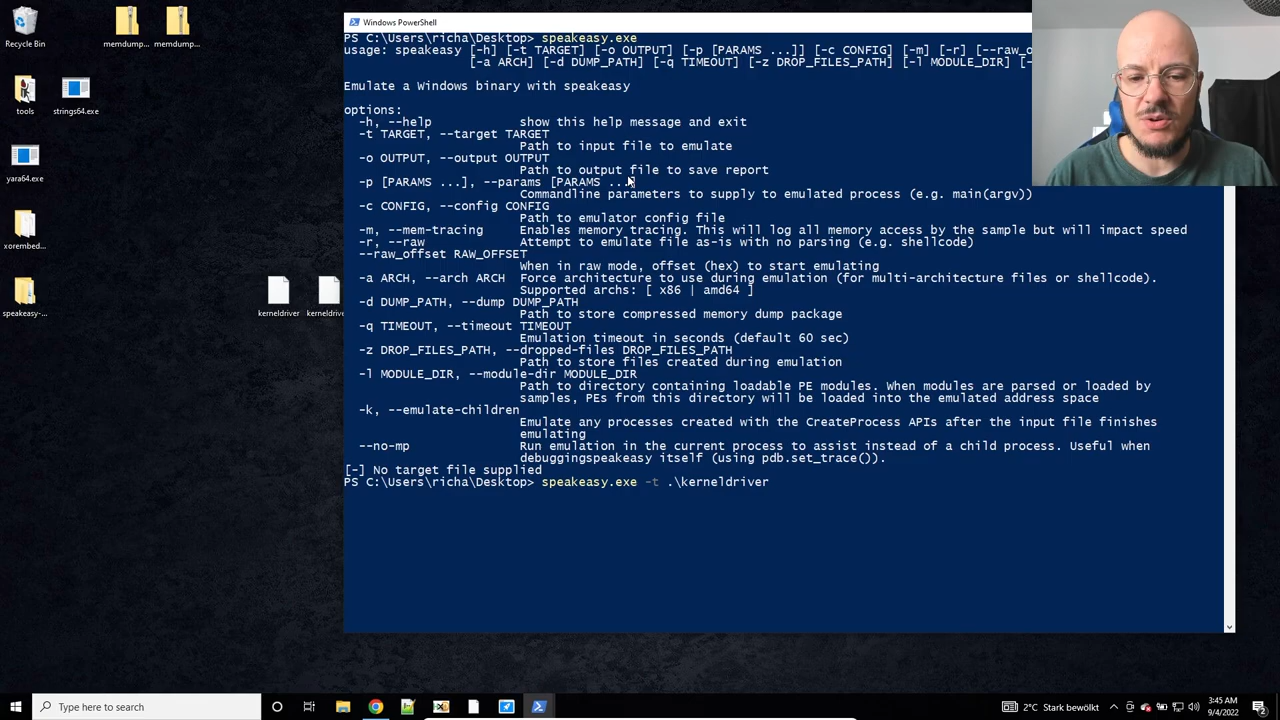 Recycle Bin
memdump...
memdump...
tools
strings64.exe
yara64.exe
xorembed...
speakeasy-...
kerneldriver
kerneldrive
Windows PowerShell
PS C:\Users\richa\Desktop> speakeasy.exe
usage: speakeasy [-h] [-t TARGET] [-o OUTPUT] [-p [PARAMS ...]] [-c CONFIG] [-m] [-r] [--raw_o
[-a ARCH] [-d DUMP_PATH] [-q TIMEOUT] [-z DROP_FILES_PATH] [-l MODULE_DIR] [-
Emulate a Windows binary with speakeasy
options:
-h, --help show this help message and exit
-t TARGET, --target TARGET
Path to input file to emulate
-o OUTPUT, --output OUTPUT
Path to output file to save report
-p [PARAMS ...], --params [PARAMS ...]
Commandline parameters to supply to emulated process (e.g. main(argv))
-c CONFIG, --config CONFIG
Path to emulator config file
-m, --mem-tracing Enables memory tracing. This will log all memory access by the sample but will impact speed
-r, --raw Attempt to emulate file as-is with no parsing (e.g. shellcode)
--raw_offset RAW_OFFSET
When in raw mode, offset (hex) to start emulating
-a ARCH, --arch ARCH Force architecture to use during emulation (for multi-architecture files or shellcode).
Supported archs: [ x86 | amd64 ]
-d DUMP_PATH, --dump DUMP_PATH
Path to store compressed memory dump package
-q TIMEOUT, --timeout TIMEOUT
Emulation timeout in seconds (default 60 sec)
-z DROP_FILES_PATH, --dropped-files DROP_FILES_PATH
Path to store files created during emulation
-l MODULE_DIR, --module-dir MODULE_DIR
Path to directory containing loadable PE modules. When modules are parsed or loaded by
samples, PEs from this directory will be loaded into the emulated address space
-k, --emulate-children
Emulate any processes created with the CreateProcess APIs after the input file finishes
emulating
--no-mp Run emulation in the current process to assist instead of a child process. Useful when
debuggingspeakeasy itself (using pdb.set_trace()).
[-] No target file supplied
PS C:\Users\richa\Desktop> speakeasy.exe -t .\kerneldriver
Type here to search
2°C Stark bewölkt
3:45 AM
9/4/2022